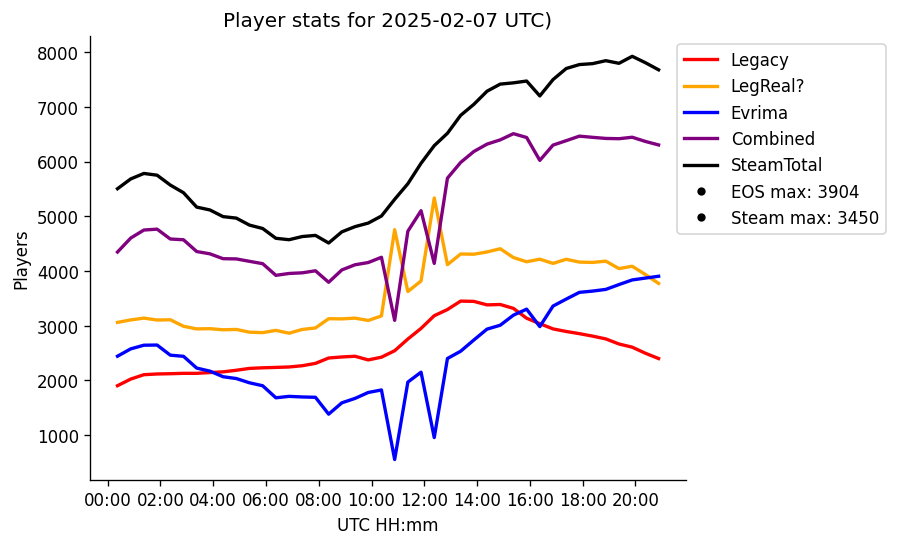 Player stats for 2025-02-07 UTC)
Players
8000
7000
6000
5000
4000
3000
2000
1000
00:00 02:00 04:00 06:00 08:00 10:00 12:00 14:00 16:00 18:00 20:00
UTC HH:mm
Legacy
LegReal?
Evrima
Combined
SteamTotal
EOS max: 3904
Steam max: 3450